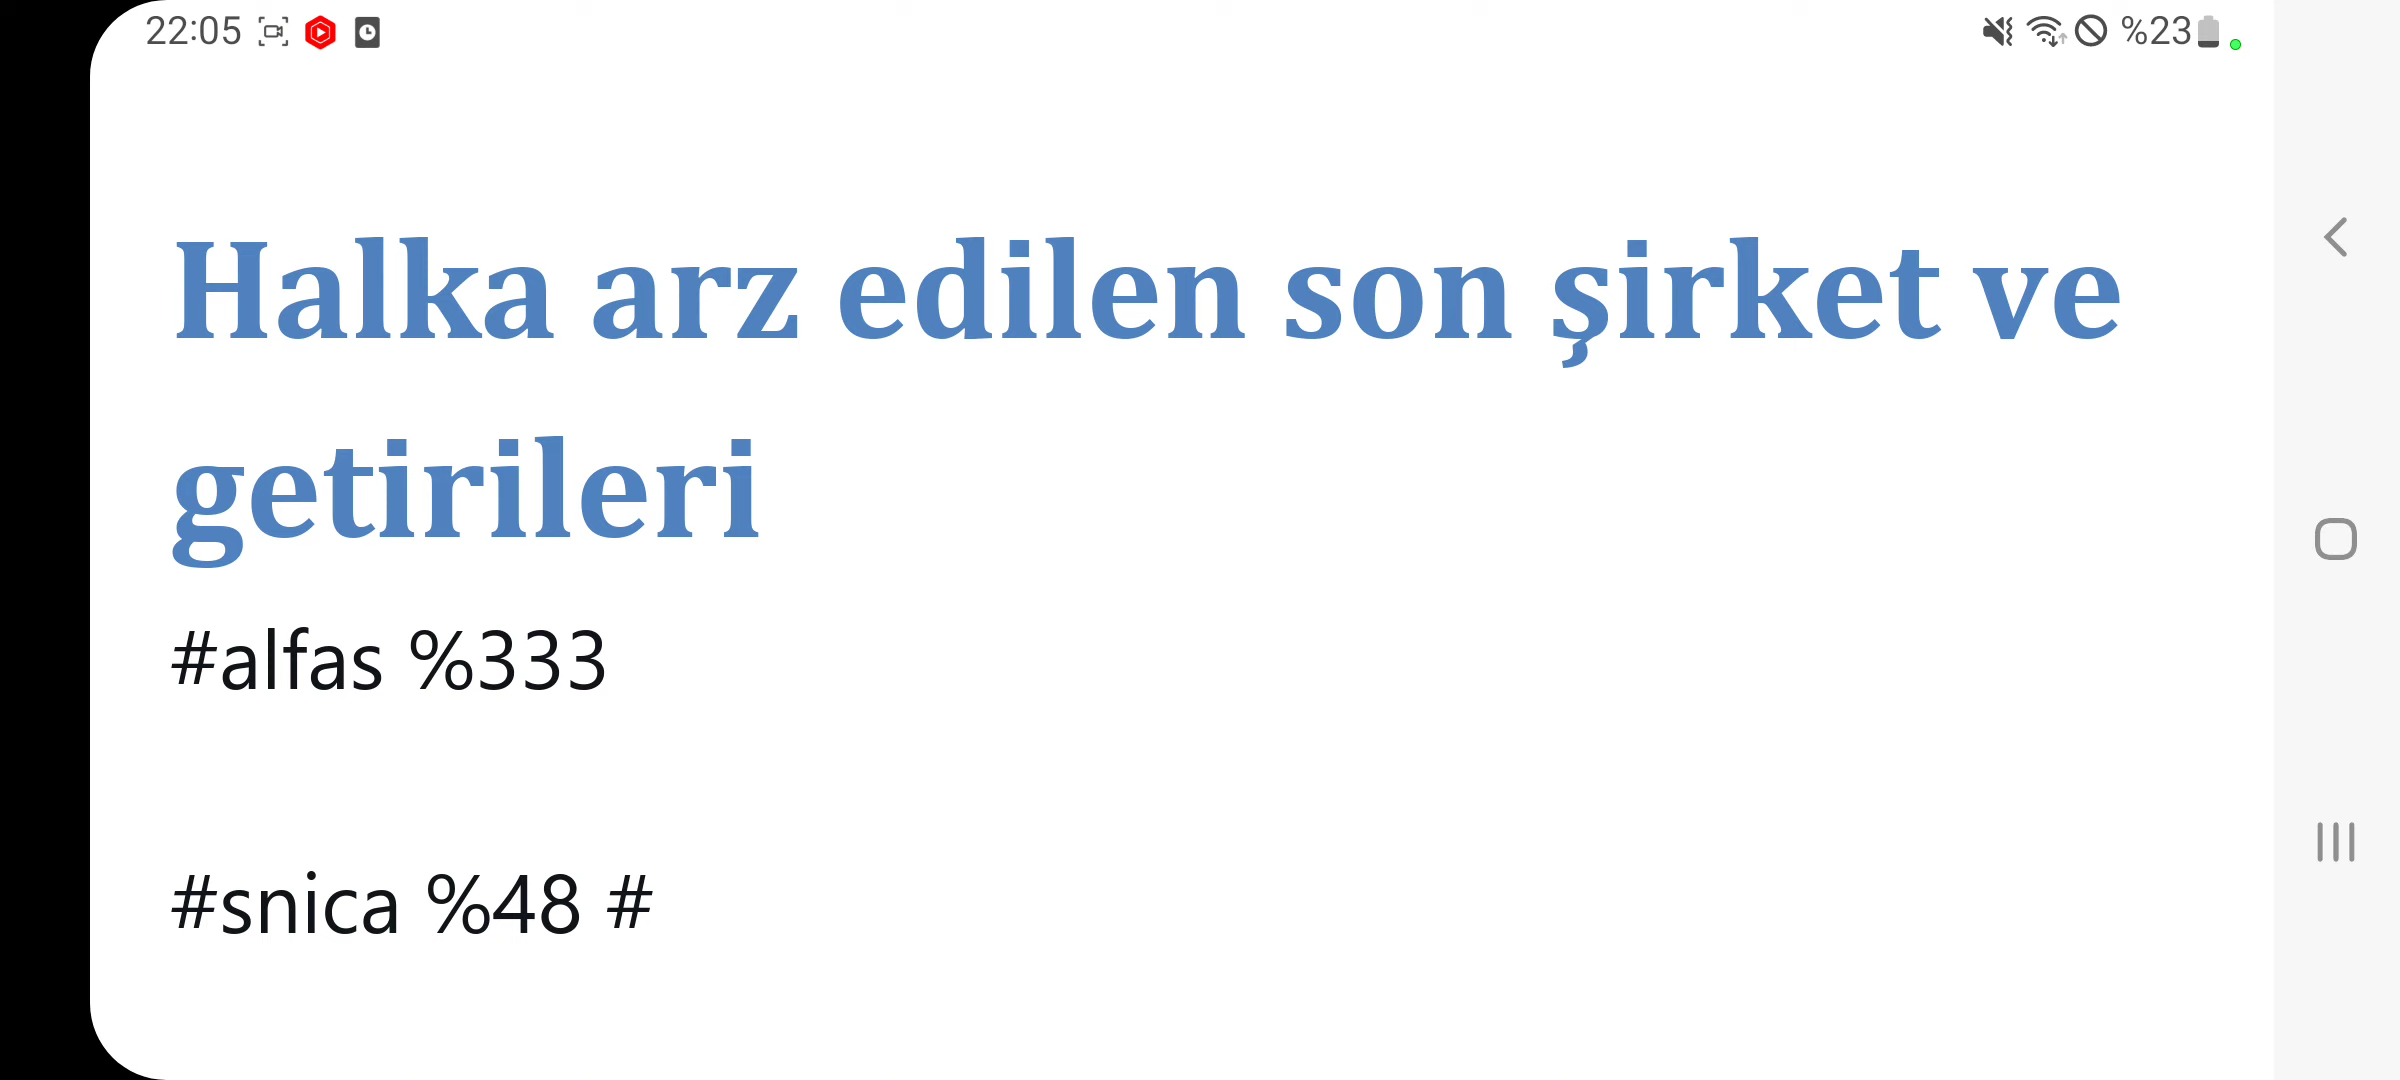 22:05 %23
Halka arz edilen son şirket ve
getirileri
#alfas %333
#snica %48 #